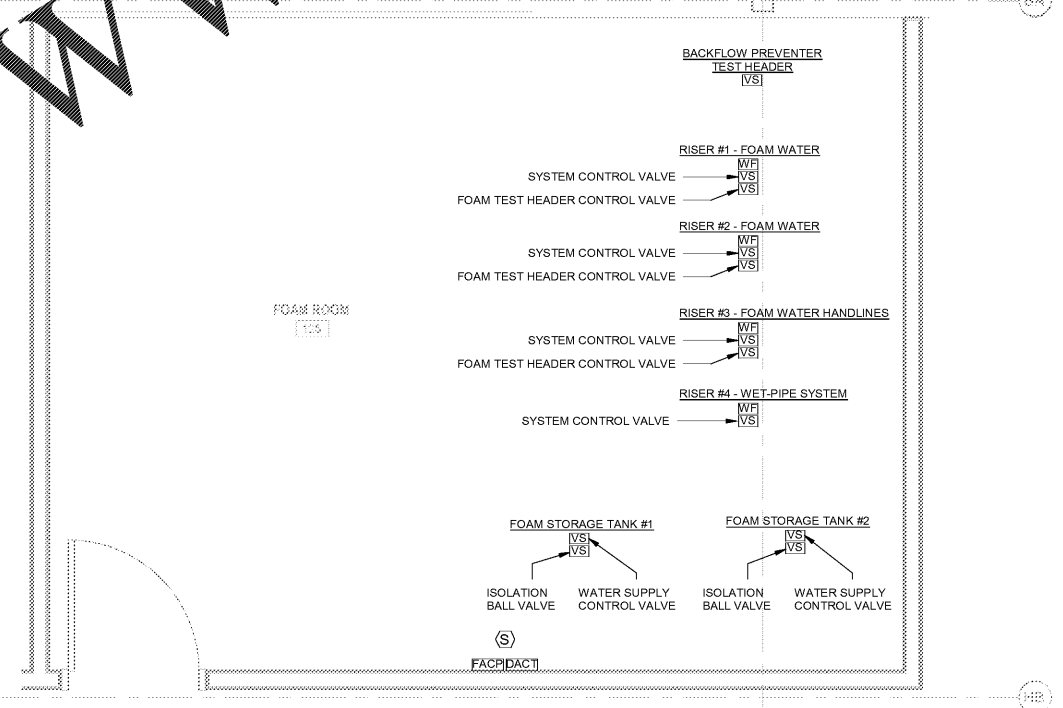 BACKFLOW PREVENTER
TEST HEADER
VS
RISER #1 - FOAM WATER
WF
SYSTEM CONTROL VALVE VS
FOAM TEST HEADER CONTROL VALVE VS
RISER #2 - FOAM WATER
WF
SYSTEM CONTROL VALVE VS
FOAM TEST HEADER CONTROL VALVE VS
FOAM ROOM
RISER #3 - FOAM WATER HANDLINES
WF
SYSTEM CONTROL VALVE VS
FOAM TEST HEADER CONTROL VALVE VS
RISER #4 - WET-PIPE SYSTEM
WF
SYSTEM CONTROL VALVE VS
FOAM STORAGE TANK #1
VS
VS
ISOLATION
BALL VALVE
WATER SUPPLY
CONTROL VALVE
FOAM STORAGE TANK #2
VS
VS
ISOLATION
BALL VALVE
WATER SUPPLY
CONTROL VALVE
S
FACP DACT